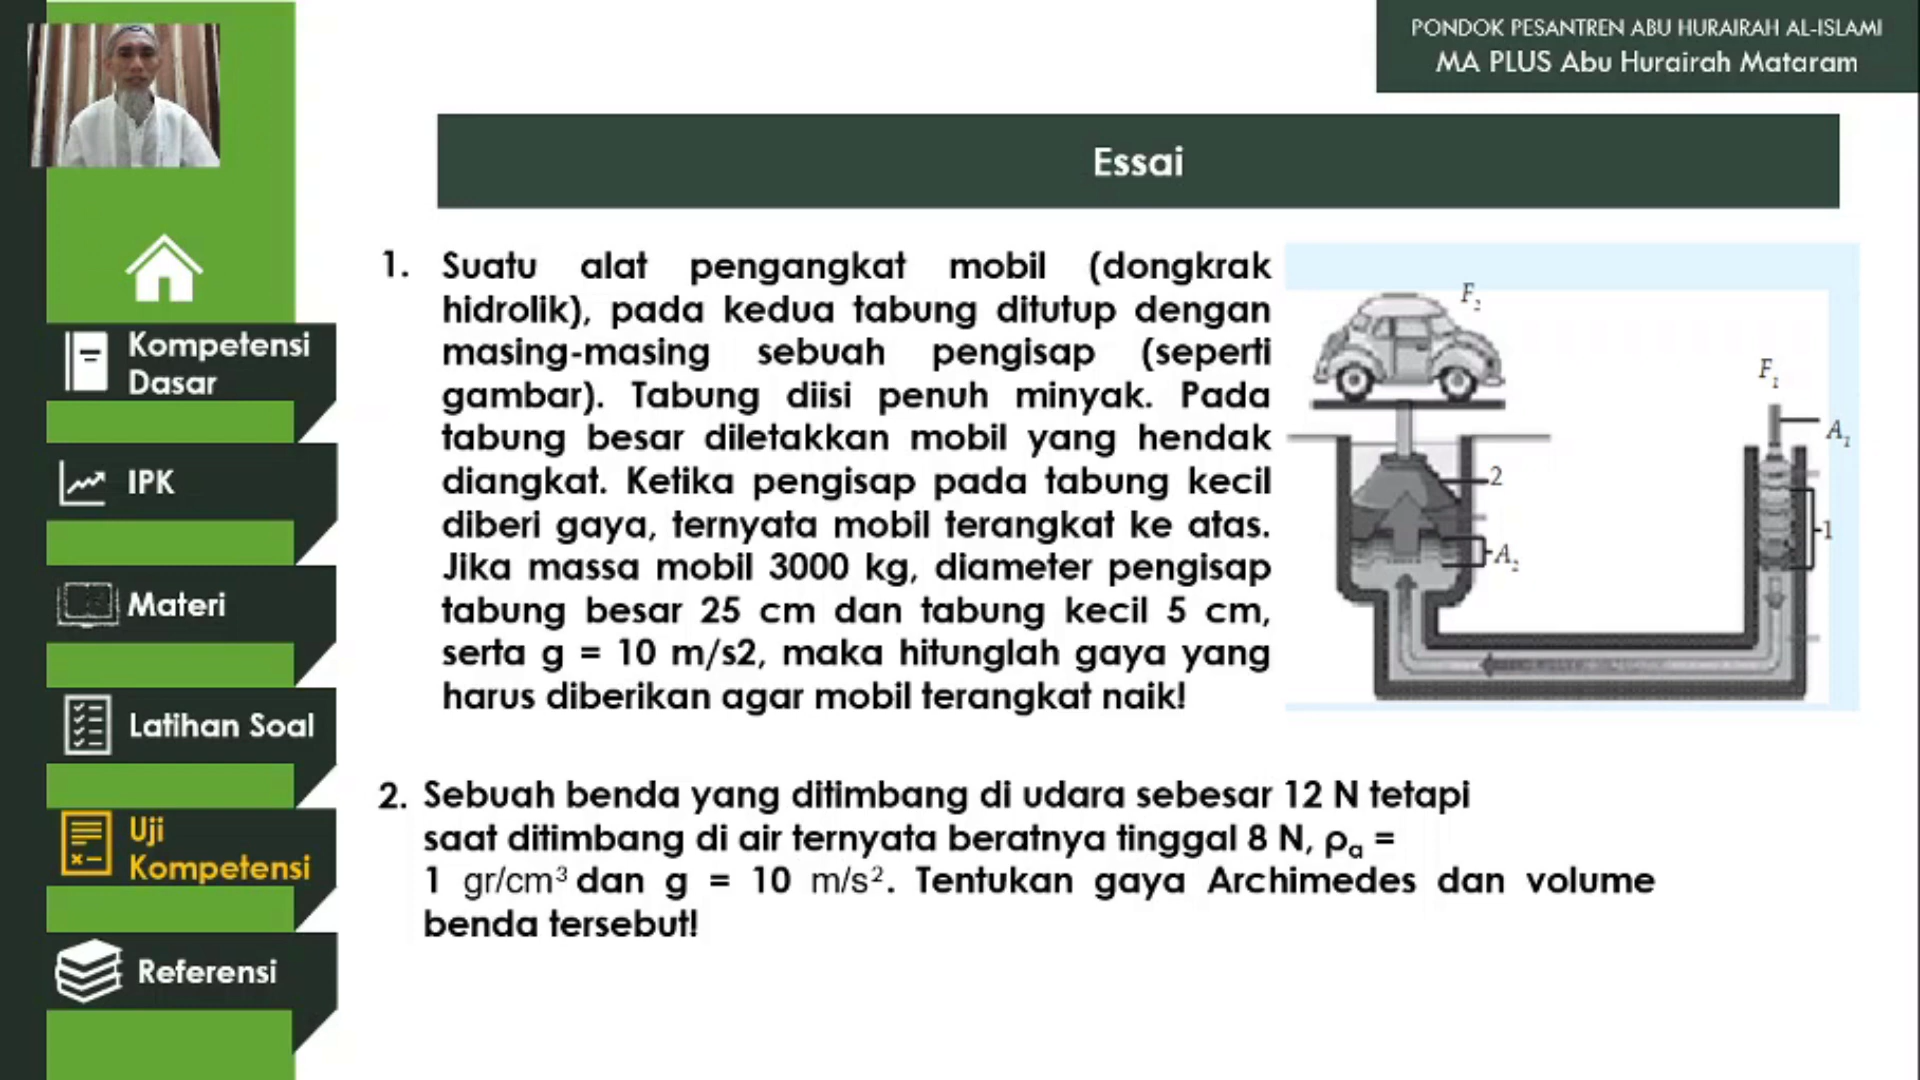 PONDOK PESANTREN ABU HURAIRAH AL-ISLAMI
MA PLUS Abu Hurairah Mataram
Essai
Kompetensi
Dasar
IPK
Materi
Latihan Soal
Uji
Kompetensi
Referensi
1. Suatu alat pengangkat mobil (dongkrak
hidrolik), pada kedua tabung ditutup dengan
masing-masing sebuah pengisap (seperti
gambar). Tabung diisi penuh minyak. Pada
tabung besar diletakkan mobil yang hendak
diangkat. Ketika pengisap pada tabung kecil
diberi gaya, ternyata mobil terangkat ke atas.
Jika massa mobil 3000 kg, diameter pengisap
tabung besar 25 cm dan tabung kecil 5 cm,
serta g = 10 m/s2, maka hitunglah gaya yang
harus diberikan agar mobil terangkat naik!
F₂
F₁
A₁
2
1
A₂
2. Sebuah benda yang ditimbang di udara sebesar 12 N tetapi
saat ditimbang di air ternyata beratnya tinggal 8 N, ρₐ =
1 gr/cm³ dan g = 10 m/s². Tentukan gaya Archimedes dan volume
benda tersebut!